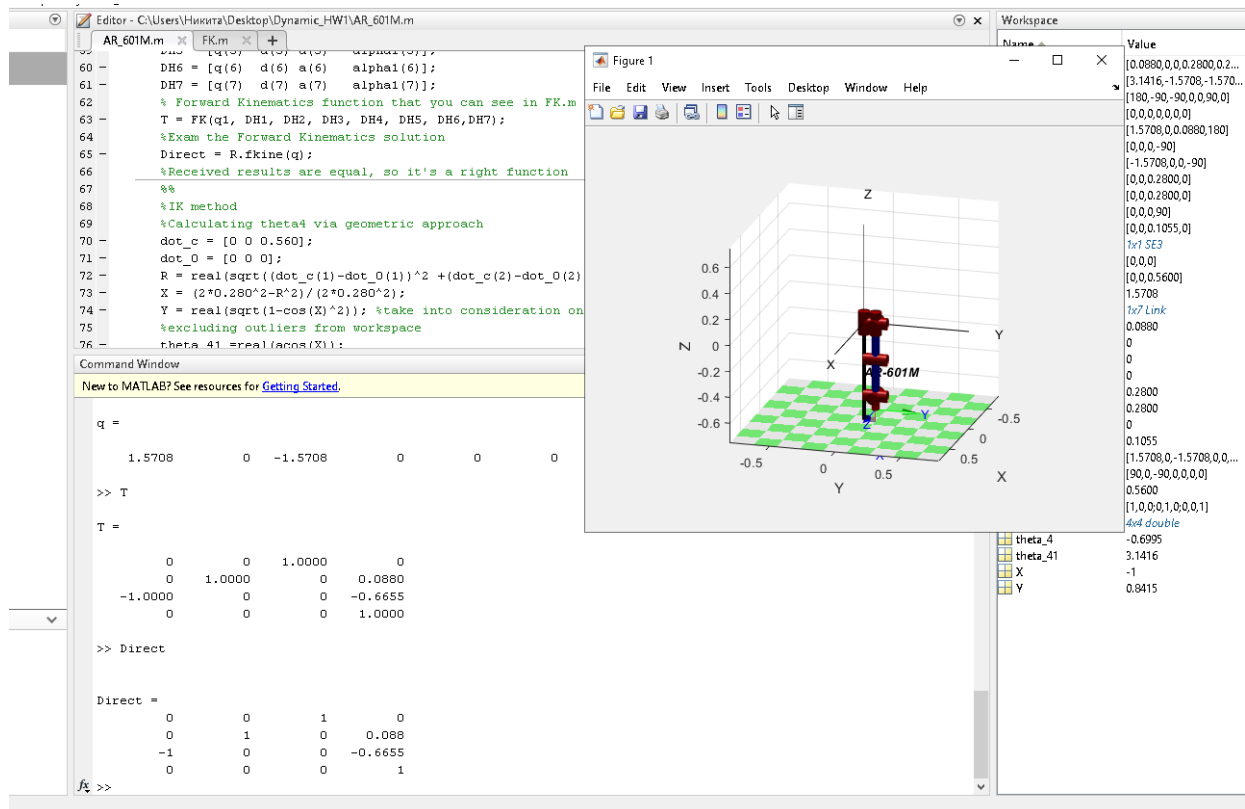 Editor - C:\Users\Никита\Desktop\Dynamic_HW1\AR_601M.m
AR_601M.m
FK.m
60 - DH6 = [q(6) d(6) a(6) alpha1(6)];
61 - DH7 = [q(7) d(7) a(7) alpha1(7)];
62 % Forward Kinematics function that you can see in FK.m
63 - T = FK(q1, DH1, DH2, DH3, DH4, DH5, DH6,DH7);
64 %Exam the Forward Kinematics solution
65 - Direct = R.fkine(q);
66 %Received results are equal, so it's a right function
67 %%
68 %IK method
69 %Calculating theta4 via geometric approach
70 - dot_c = [0 0 0.560];
71 - dot_O = [0 0 0];
72 - R = real(sqrt((dot_c(1)-dot_O(1))^2 +(dot_c(2)-dot_O(2)
73 - X = (2*0.280^2-R^2)/(2*0.280^2);
74 - Y = real(sqrt(1-cos(X)^2)); %take into consideration on
75 %excluding outliers from workspace
76 - theta_41 =real(acos(X));
Command Window
New to MATLAB? See resources for Getting Started.
q =
1.5708 0 -1.5708 0 0 0
>> T
T =
0 0 1.0000 0
0 1.0000 0 0.0880
-1.0000 0 0 -0.6655
0 0 0 1.0000
>> Direct
Direct =
0 0 1 0
0 1 0 0.088
-1 0 0 -0.6655
0 0 0 1
fx >>
Figure 1
File Edit View Insert Tools Desktop Window Help
Z
0.6
0.4
0.2
0
-0.2
-0.4
-0.6
Z
Y
X
AR-601M
Y
Z
X
-0.5
0
0.5
Y
-0.5
0
0.5
X
Workspace
Name Value
[0.0880,0,0,0.2800,0.2...
[3.1416,-1.5708,-1.570...
[180,-90,-90,0,0,90,0]
[0,0,0,0,0,0,0]
[1.5708,0,0.0880,180]
[0,0,0,-90]
[-1.5708,0,0,-90]
[0,0,0.2800,0]
[0,0,0.2800,0]
[0,0,0,90]
[0,0,0.1055,0]
1x1 SE3
[0,0,0]
[0,0,0.5600]
1.5708
1x7 Link
0.0880
0
0
0
0.2800
0.2800
0
0.1055
[1.5708,0,-1.5708,0,0,...
[90,0,-90,0,0,0,0]
0.5600
[1,0,0;0,1,0;0,0,1]
4x4 double
theta_4 -0.6995
theta_41 3.1416
X -1
Y 0.8415